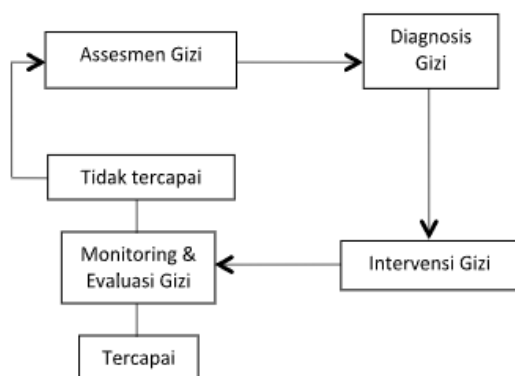 Assesmen Gizi
Diagnosis
Gizi
Tidak tercapai
Monitoring &
Evaluasi Gizi
Intervensi Gizi
Tercapai